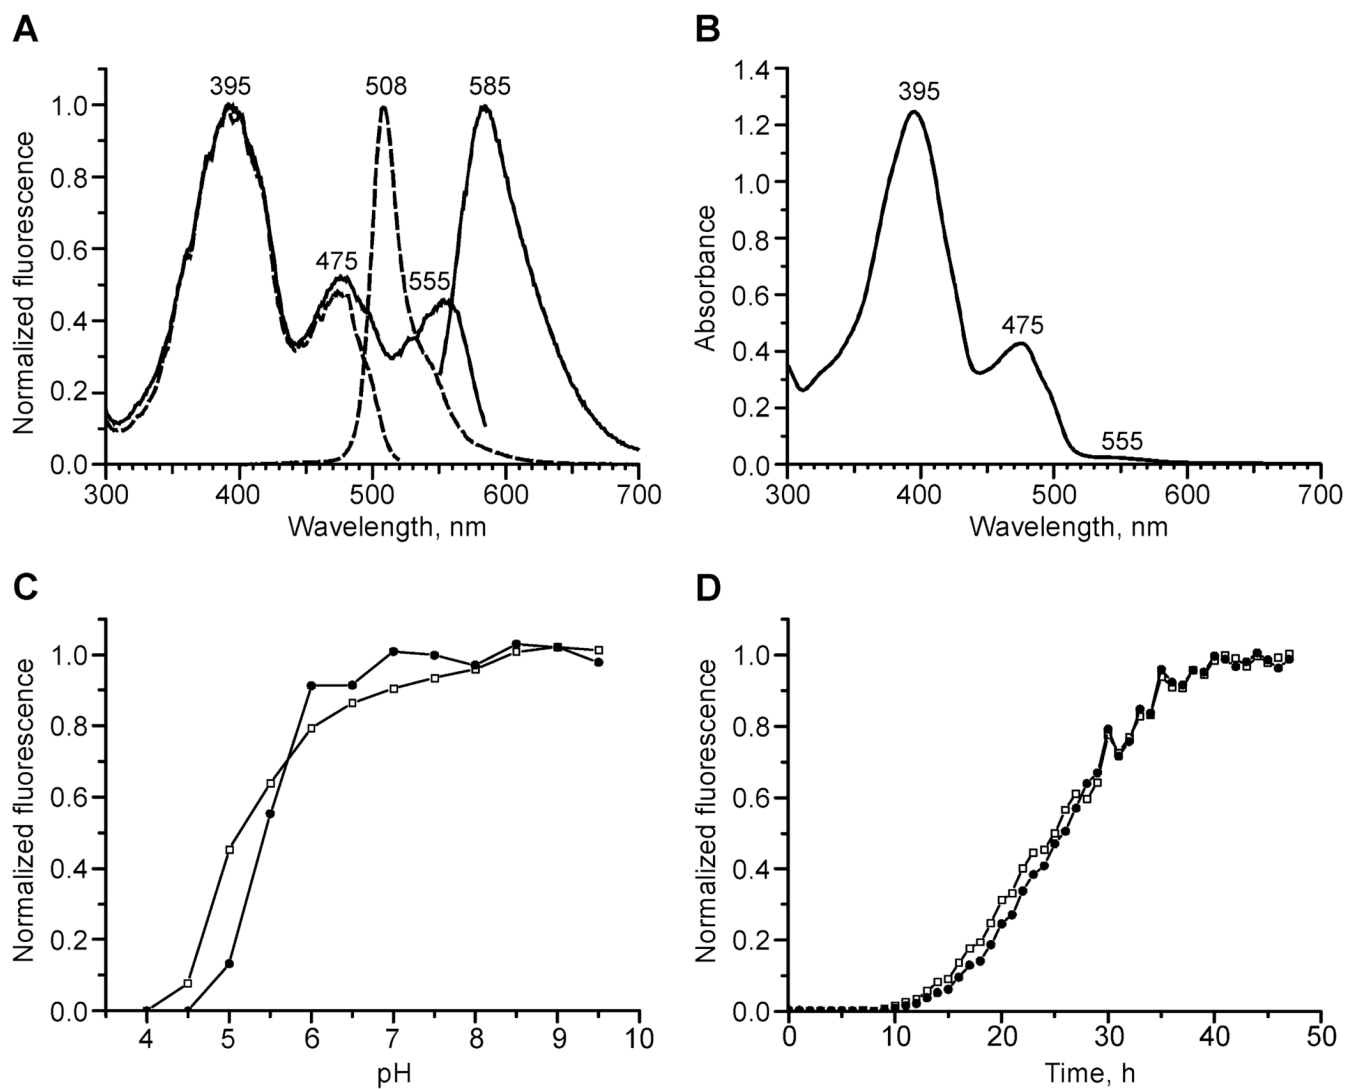 A
395
508
585
475
555
Normalized fluorescence
1.0
0.8
0.6
0.4
0.2
0.0
300 400 500 600 700
Wavelength, nm
B
395
475
555
Absorbance
1.4
1.2
1.0
0.8
0.6
0.4
0.2
0.0
300 400 500 600 700
Wavelength, nm
C
Normalized fluorescence
1.0
0.8
0.6
0.4
0.2
0.0
4 5 6 7 8 9 10
pH
D
Normalized fluorescence
1.0
0.8
0.6
0.4
0.2
0.0
0 10 20 30 40 50
Time, h